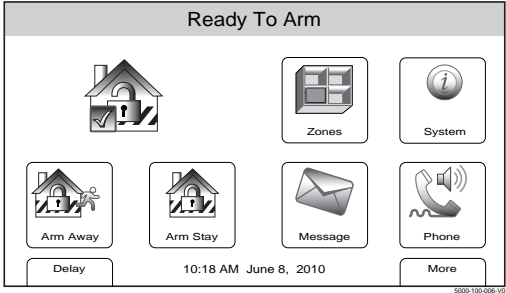 Ready To Arm
i
Zones
System
Arm Away
Arm Stay
Message
Phone
Delay
10:18 AM June 8, 2010
More
5000-100-006-V0